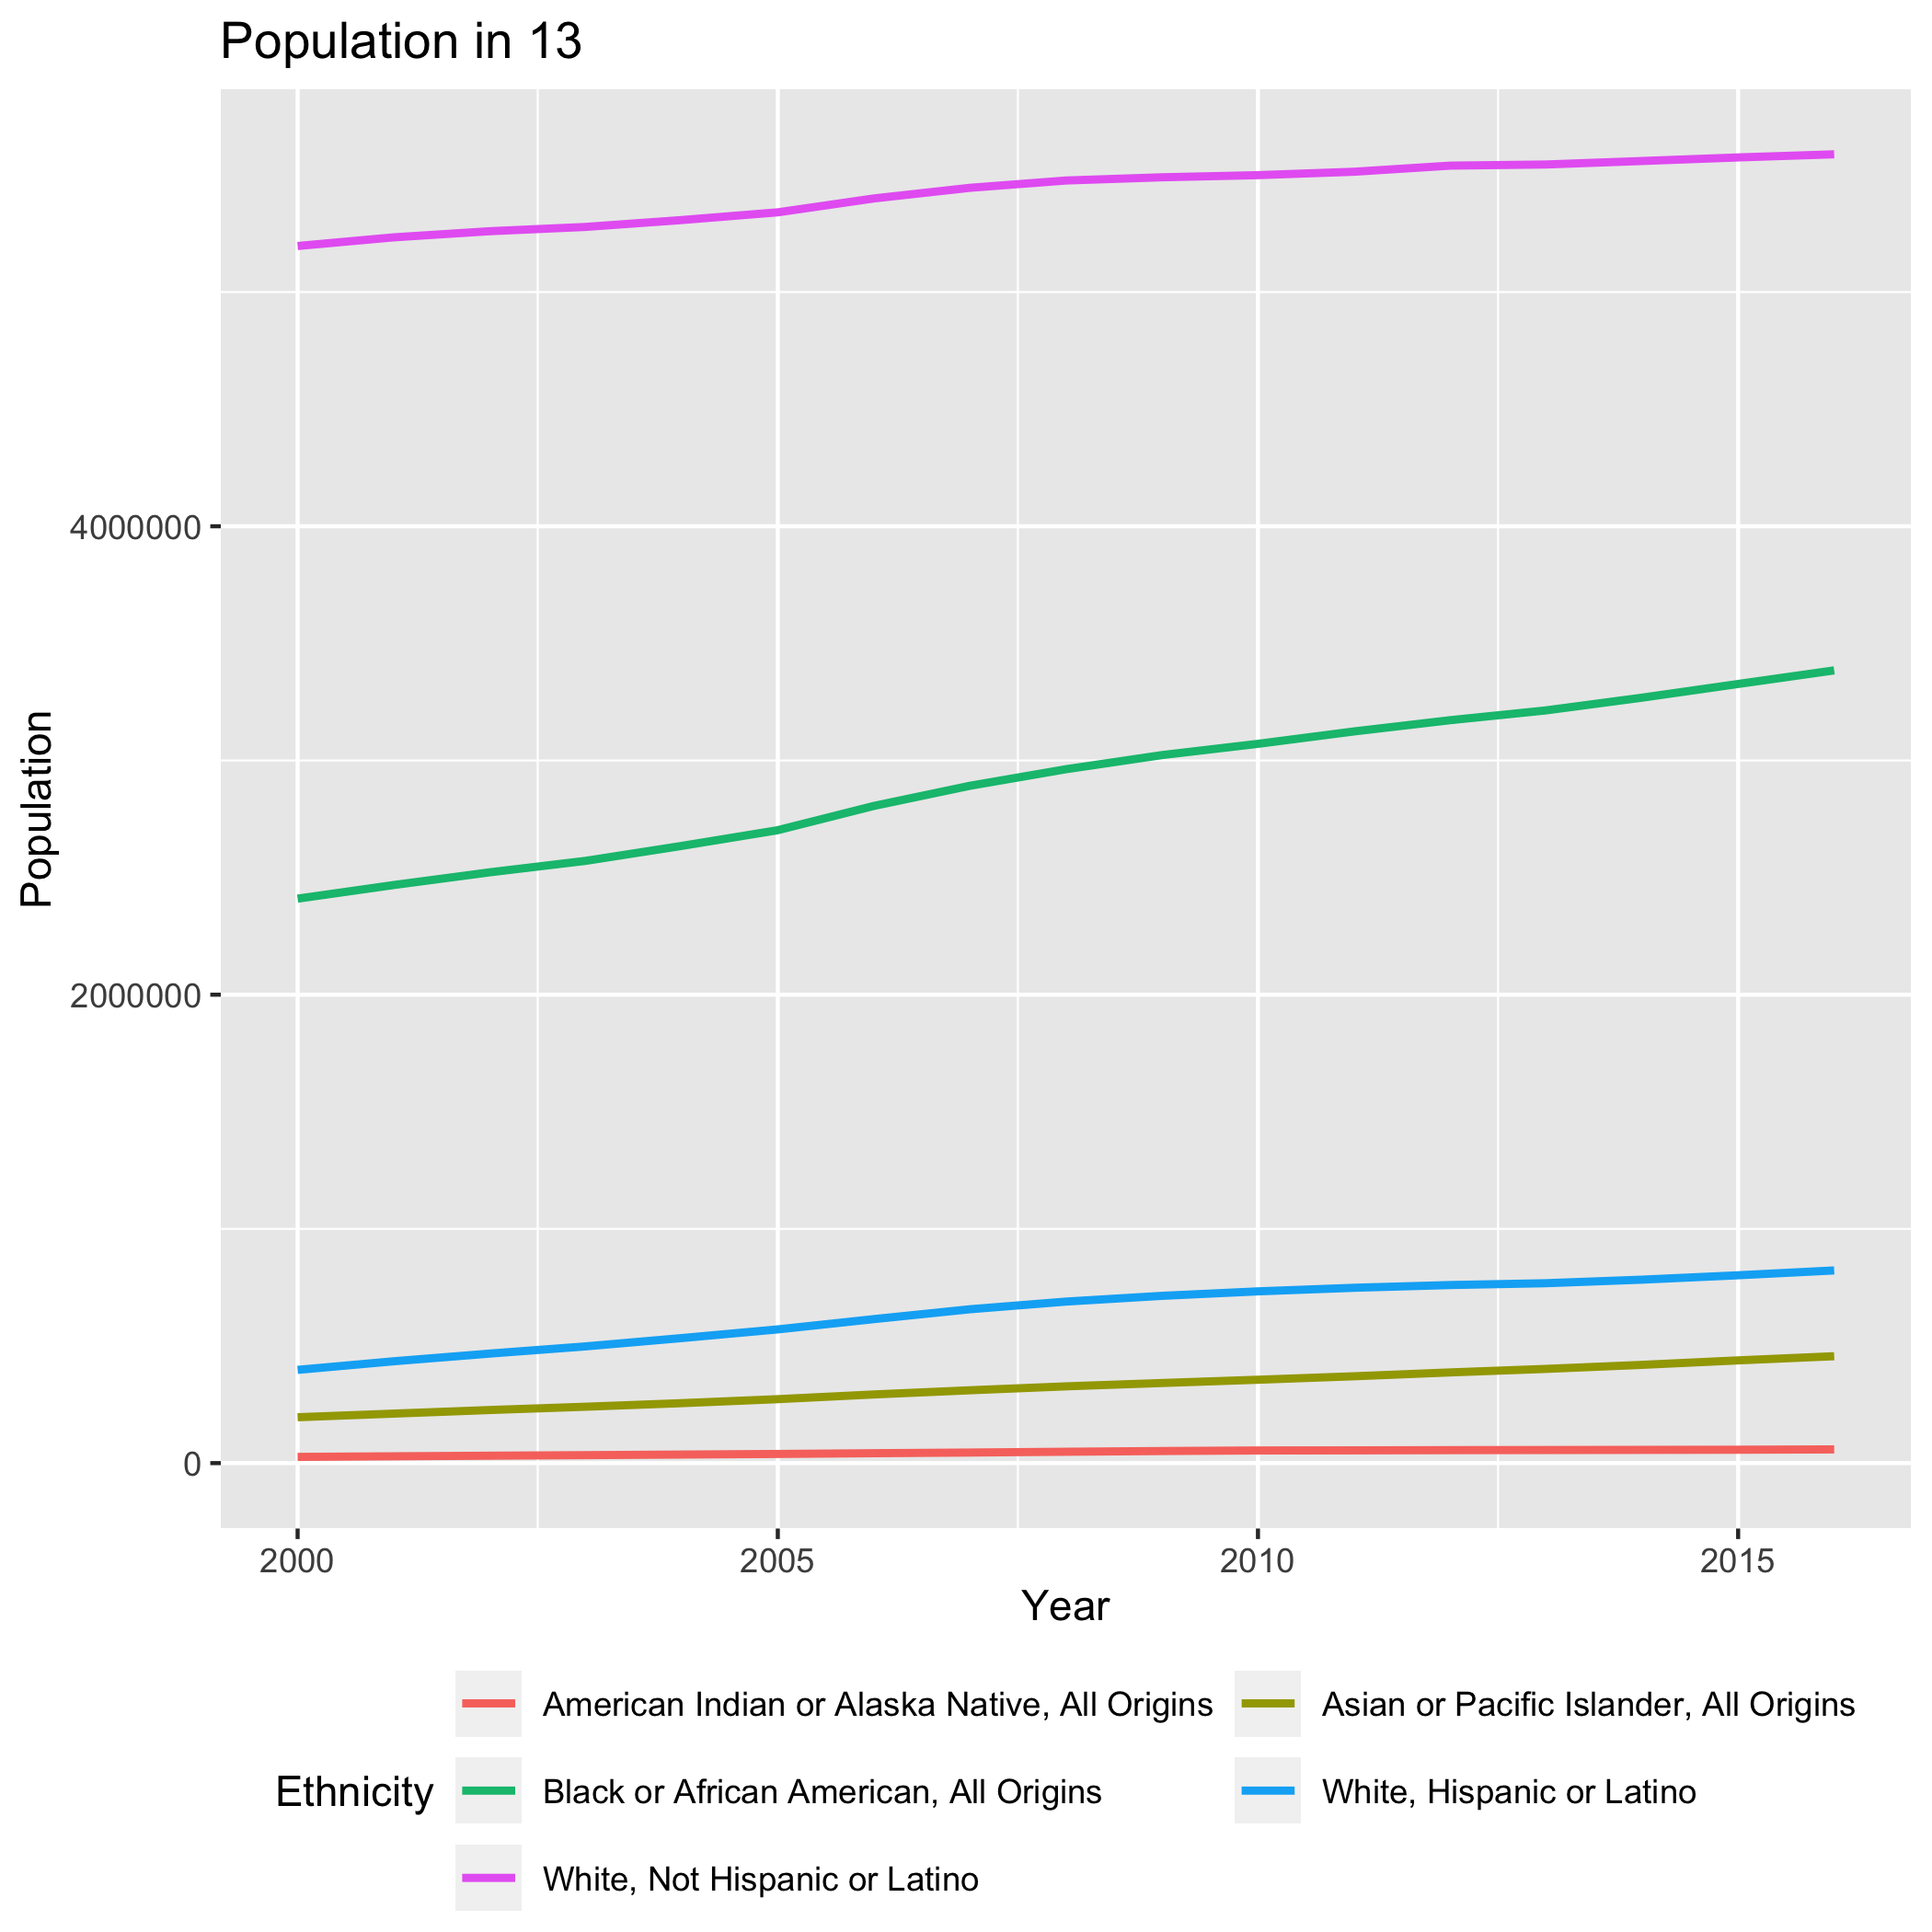 Population in 13
Population
4000000
2000000
0
2000
2005
2010
2015
Year
Ethnicity
American Indian or Alaska Native, All Origins
Asian or Pacific Islander, All Origins
Black or African American, All Origins
White, Hispanic or Latino
White, Not Hispanic or Latino